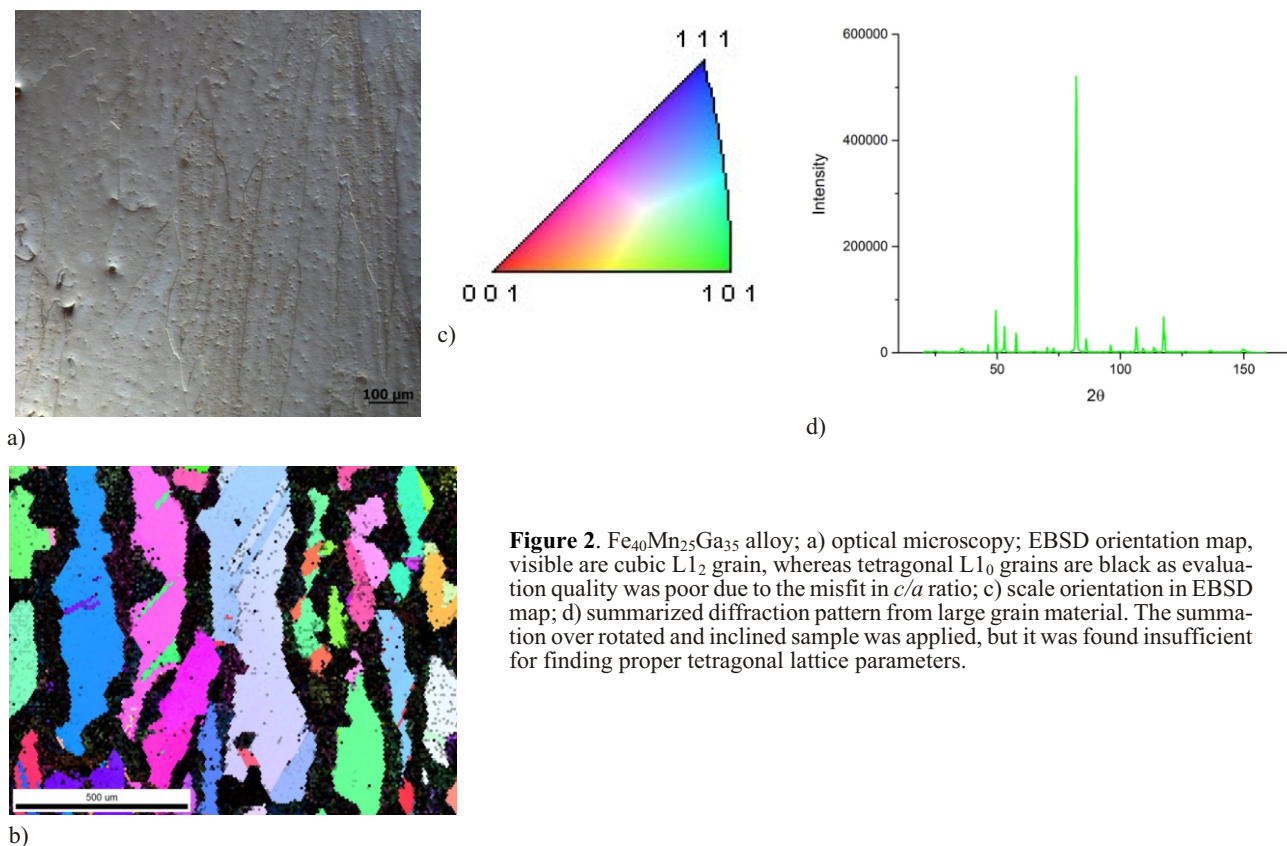 100 µm
a)
1 1 1
0 0 1
1 0 1
c)
600000
400000
200000
0
Intensity
50
100
150
2θ
d)
500 um
b)
Figure 2. Fe40Mn25Ga35 alloy; a) optical microscopy; EBSD orientation map,
visible are cubic L12 grain, whereas tetragonal L10 grains are black as evalua-
tion quality was poor due to the misfit in c/a ratio; c) scale orientation in EBSD
map; d) summarized diffraction pattern from large grain material. The summa-
tion over rotated and inclined sample was applied, but it was found insufficient
for finding proper tetragonal lattice parameters.